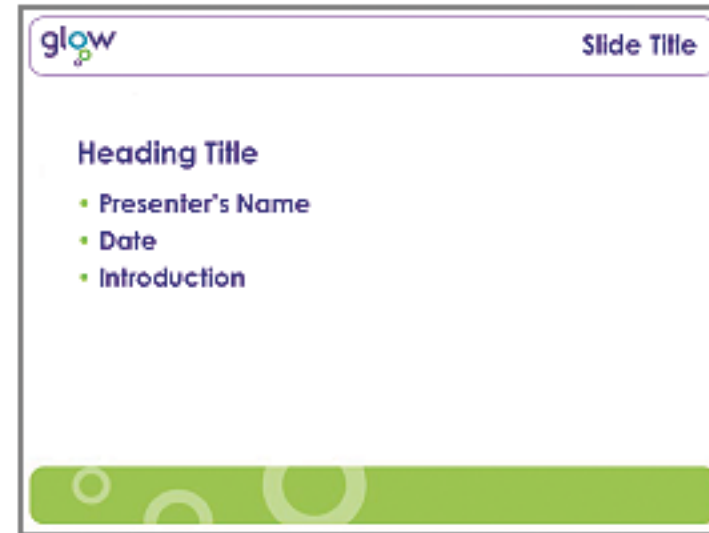 glow
Slide Title
Heading Title
• Presenter's Name
• Date
• Introduction